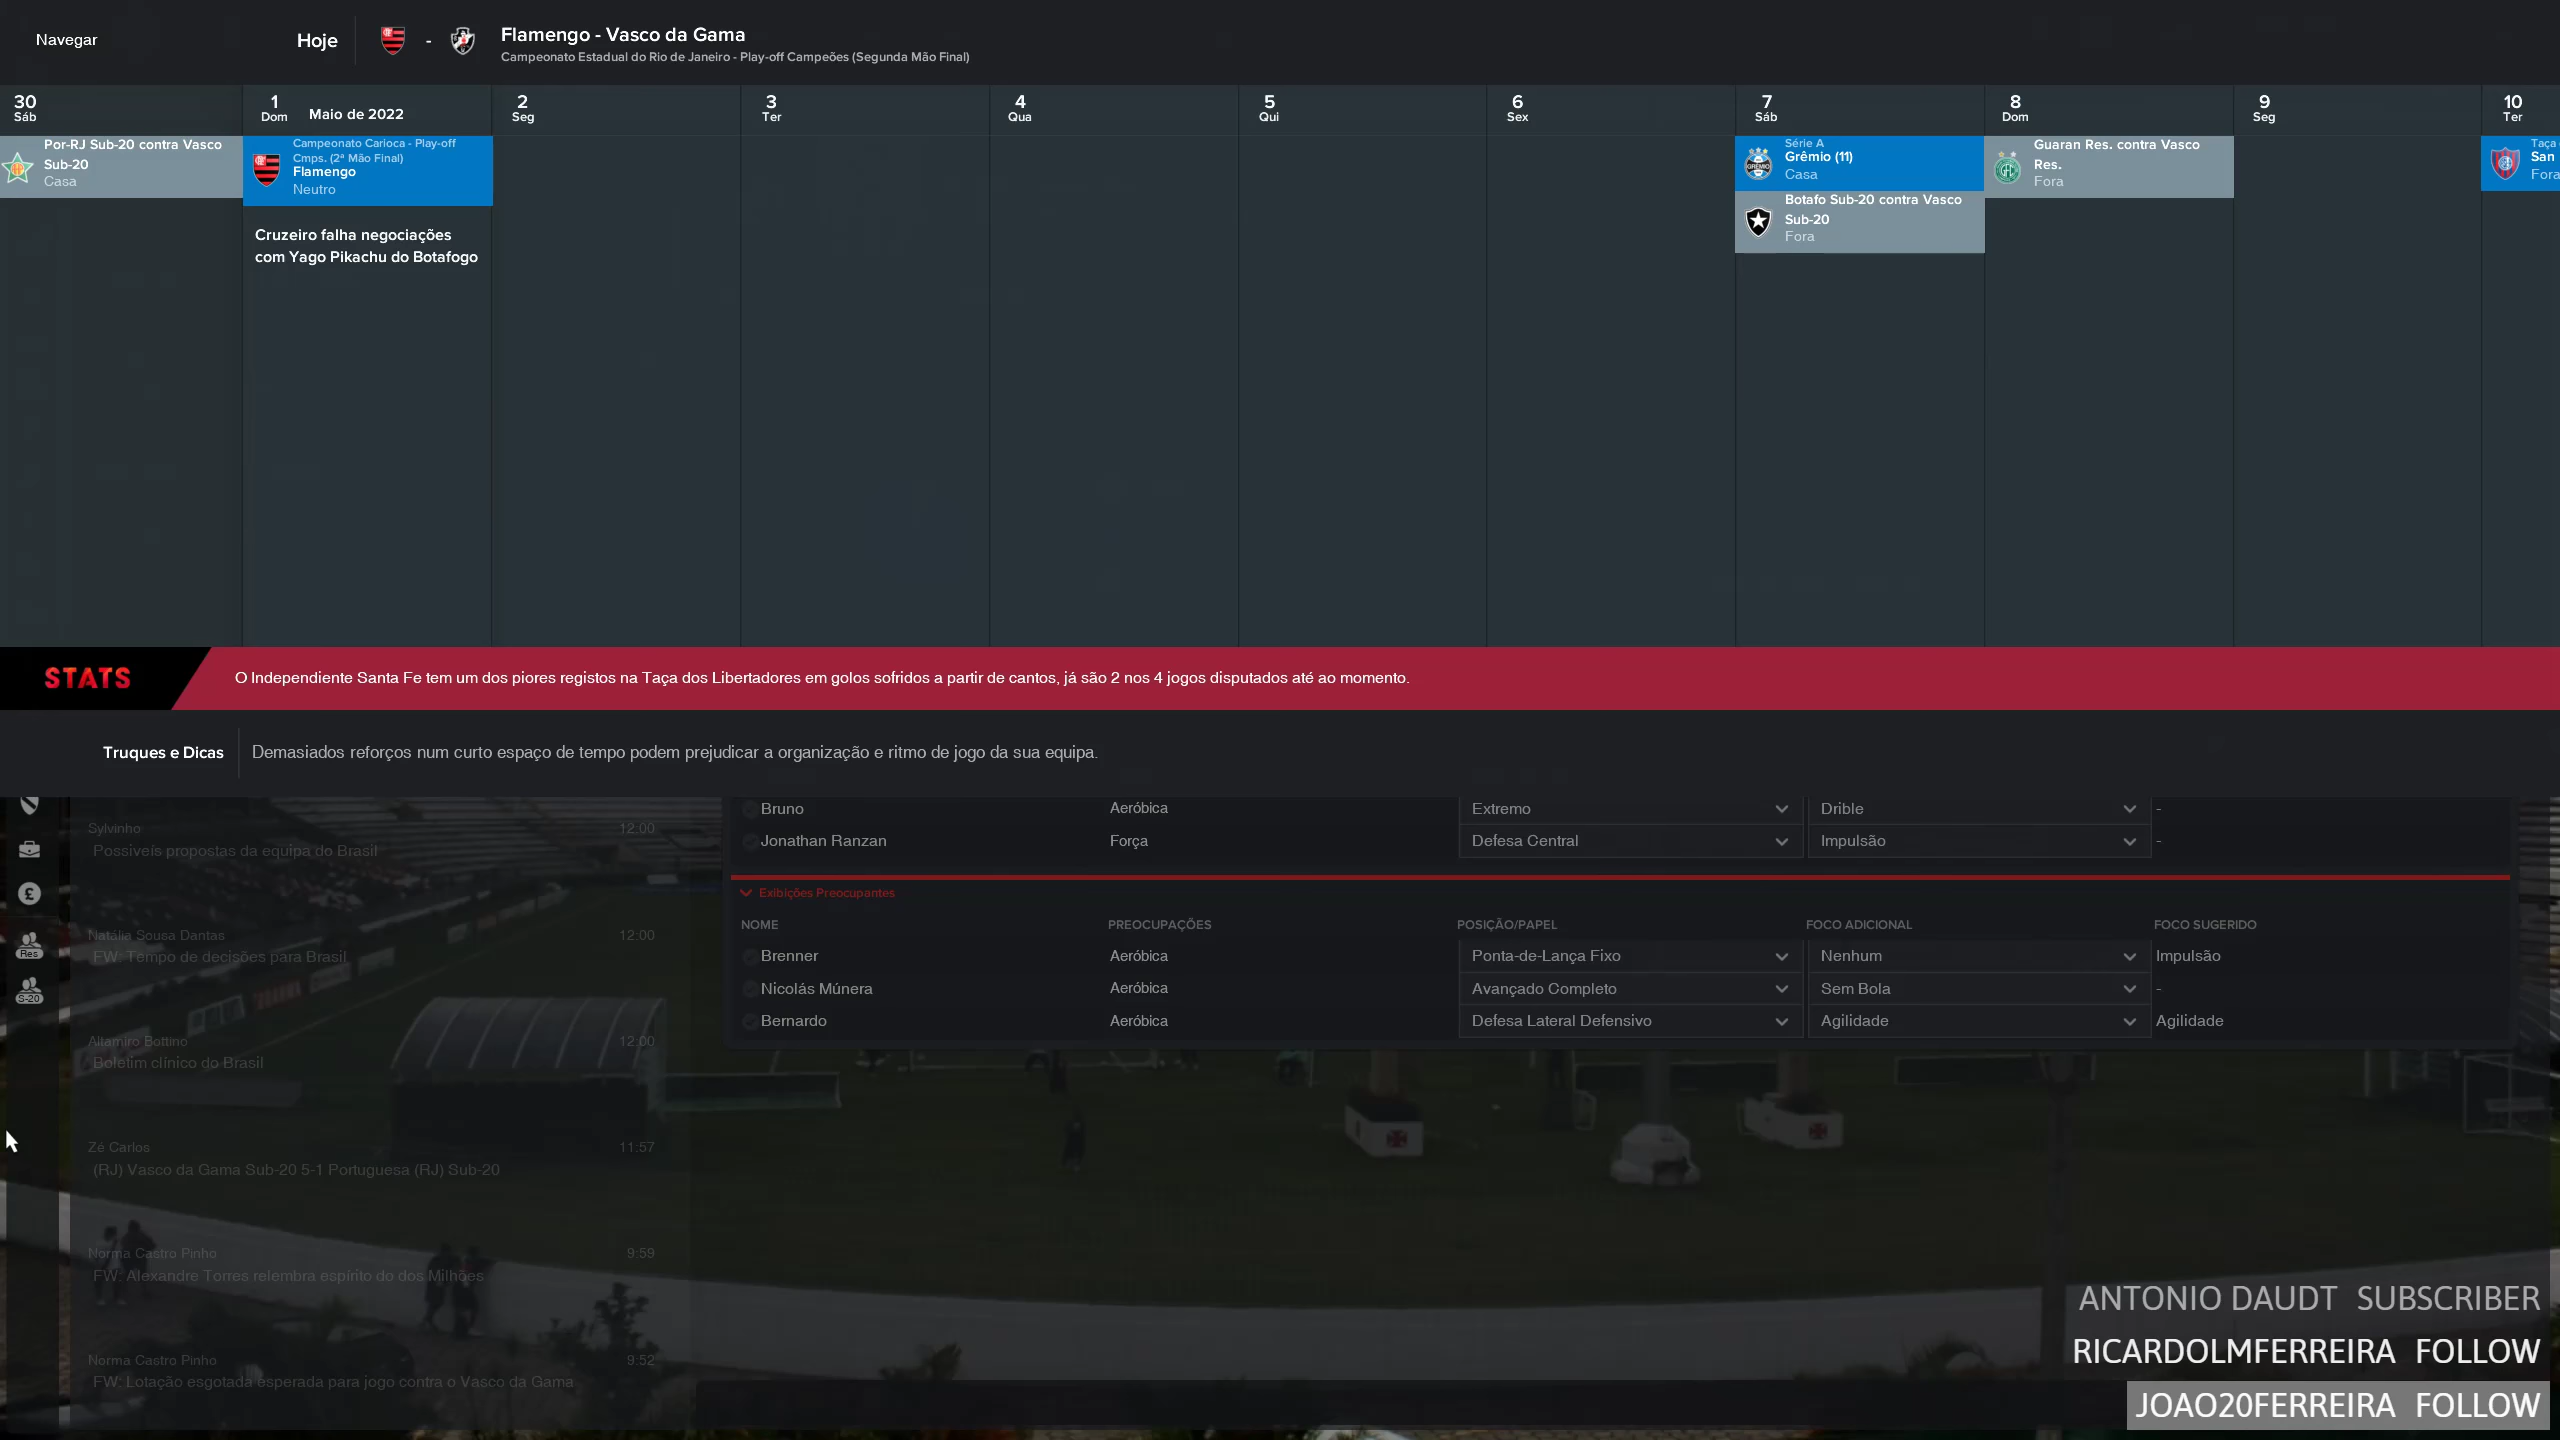 Navegar
Hoje
-
Flamengo - Vasco da Gama
Campeonato Estadual do Rio de Janeiro - Play-off Campeões (Segunda Mão Final)
30
Sáb
1
Dom
Maio de 2022
2
Seg
3
Ter
4
Qua
5
Qui
6
Sex
7
Sáb
8
Dom
9
Seg
10
Ter
Por-RJ Sub-20 contra Vasco
Sub-20
Casa
Campeonato Carioca - Play-off
Cmps. (2ª Mão Final)
Flamengo
Neutro
Cruzeiro falha negociações
com Yago Pikachu do Botafogo
Série A
Grêmio (11)
Casa
Botafo Sub-20 contra Vasco
Sub-20
Fora
Guaran Res. contra Vasco
Res.
Fora
Taça
San
Fora
STATS
O Independiente Santa Fe tem um dos piores registos na Taça dos Libertadores em golos sofridos a partir de cantos, já são 2 nos 4 jogos disputados até ao momento.
Truques e Dicas
Demasiados reforços num curto espaço de tempo podem prejudicar a organização e ritmo de jogo da sua equipa.
Bruno Aeróbica Extremo Drible -
Jonathan Ranzan Força Defesa Central Impulsão -
Exibições Preocupantes
NOME PREOCUPAÇÕES POSIÇÃO/PAPEL FOCO ADICIONAL FOCO SUGERIDO
Brenner Aeróbica Ponta-de-Lança Fixo Nenhum Impulsão
Nicolás Múnera Aeróbica Avançado Completo Sem Bola -
Bernardo Aeróbica Defesa Lateral Defensivo Agilidade Agilidade
Res
S-20
Sylvinho 12:00
Possíveis propostas da equipa do Brasil
Natália Sousa Dantas 12:00
FW: Tempo de decisões para Brasil
Altamiro Bottino 12:00
Boletim clínico do Brasil
Zé Carlos 11:57
(RJ) Vasco da Gama Sub-20 5-1 Portuguesa (RJ) Sub-20
Norma Castro Pinho 9:59
FW: Alexandre Torres relembra espírito do dos Milhões
Norma Castro Pinho 9:52
FW: Lotação esgotada esperada para jogo contra o Vasco da Gama
ANTONIO DAUDT SUBSCRIBER
RICARDOLMFERREIRA FOLLOW
JOAO20FERREIRA FOLLOW